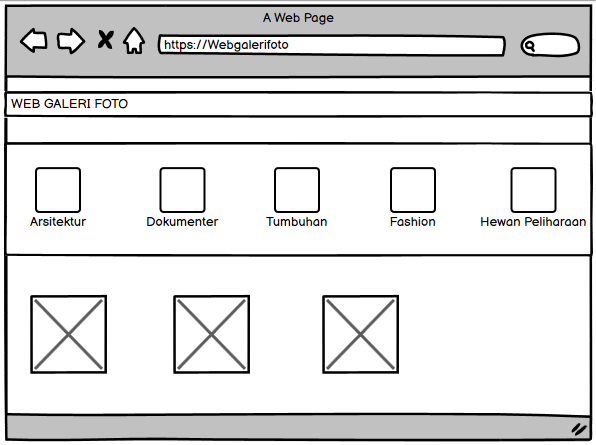 A Web Page
https://Webgalerifoto
WEB GALERI FOTO
Arsitektur
Dokumenter
Tumbuhan
Fashion
Hewan Peliharaan